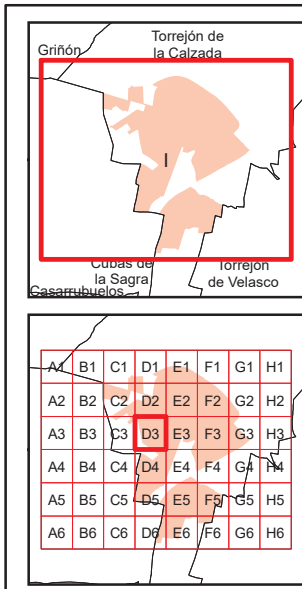 Torrejón de
la Calzada
Griñón
I
Cubas de
la Sagra
Torrejón
de Velasco
Casarrubuelos
A1 B1 C1 D1 E1 F1 G1 H1
A2 B2 C2 D2 E2 F2 G2 H2
A3 B3 C3 D3 E3 F3 G3 H3
A4 B4 C4 D4 E4 F4 G4 H4
A5 B5 C5 D5 E5 F5 G5 H5
A6 B6 C6 D6 E6 F6 G6 H6